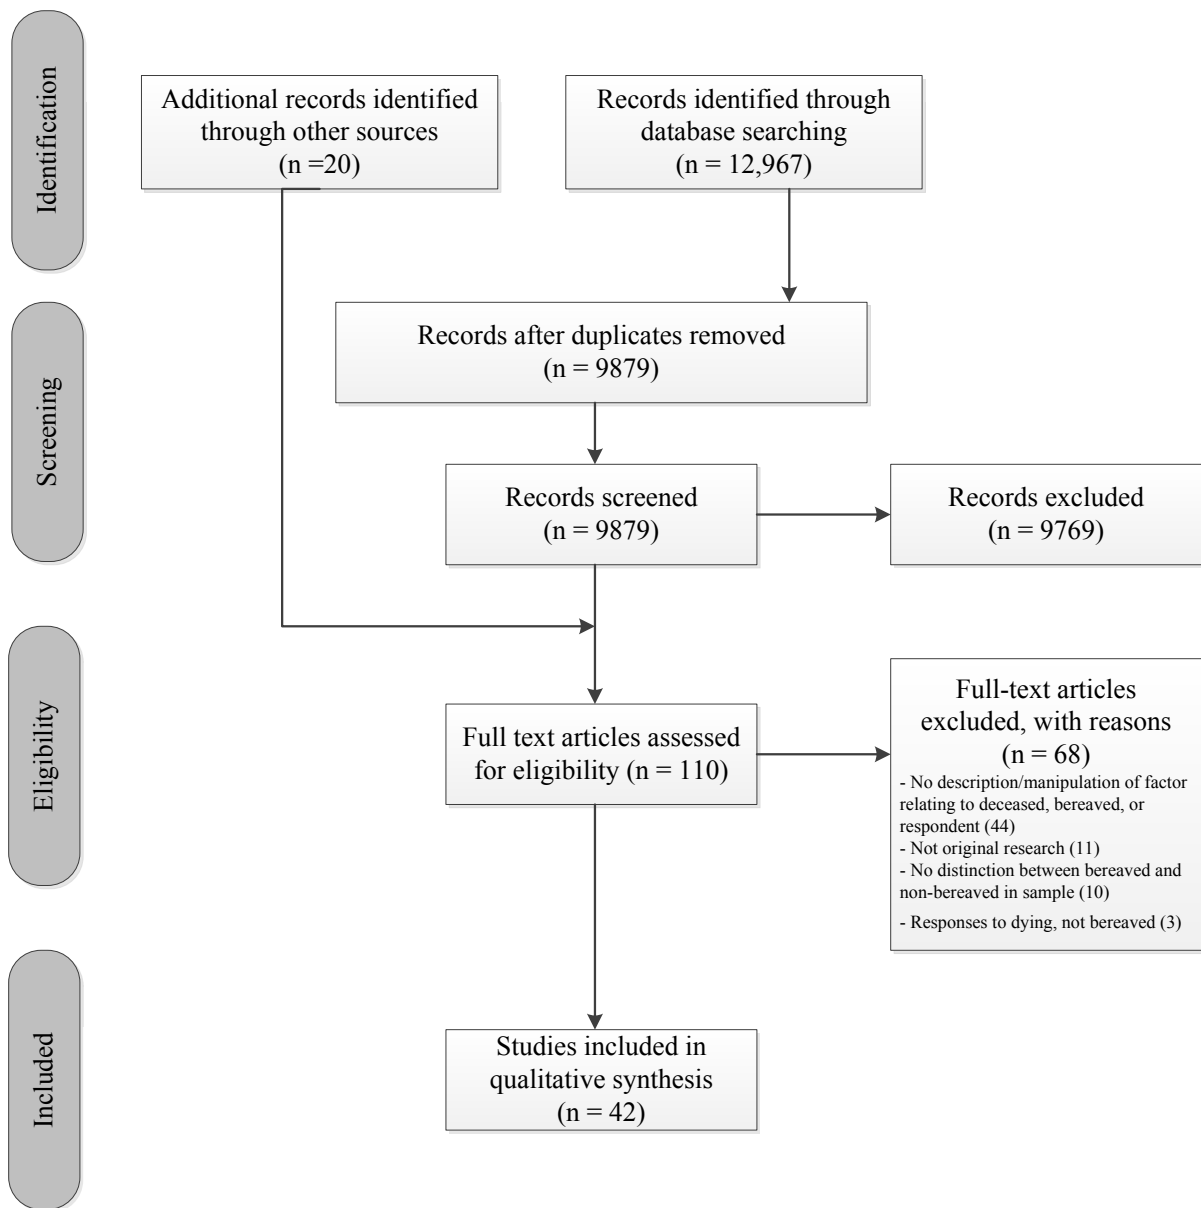 Identification
Additional records identified
through other sources
(n =20)
Records identified through
database searching
(n = 12,967)
Screening
Records after duplicates removed
(n = 9879)
Records screened
(n = 9879)
Records excluded
(n = 9769)
Eligibility
Full text articles assessed
for eligibility (n = 110)
Full-text articles
excluded, with reasons
(n = 68)
- No description/manipulation of factor
relating to deceased, bereaved, or
respondent (44)
- Not original research (11)
- No distinction between bereaved and
non-bereaved in sample (10)
- Responses to dying, not bereaved (3)
Included
Studies included in
qualitative synthesis
(n = 42)